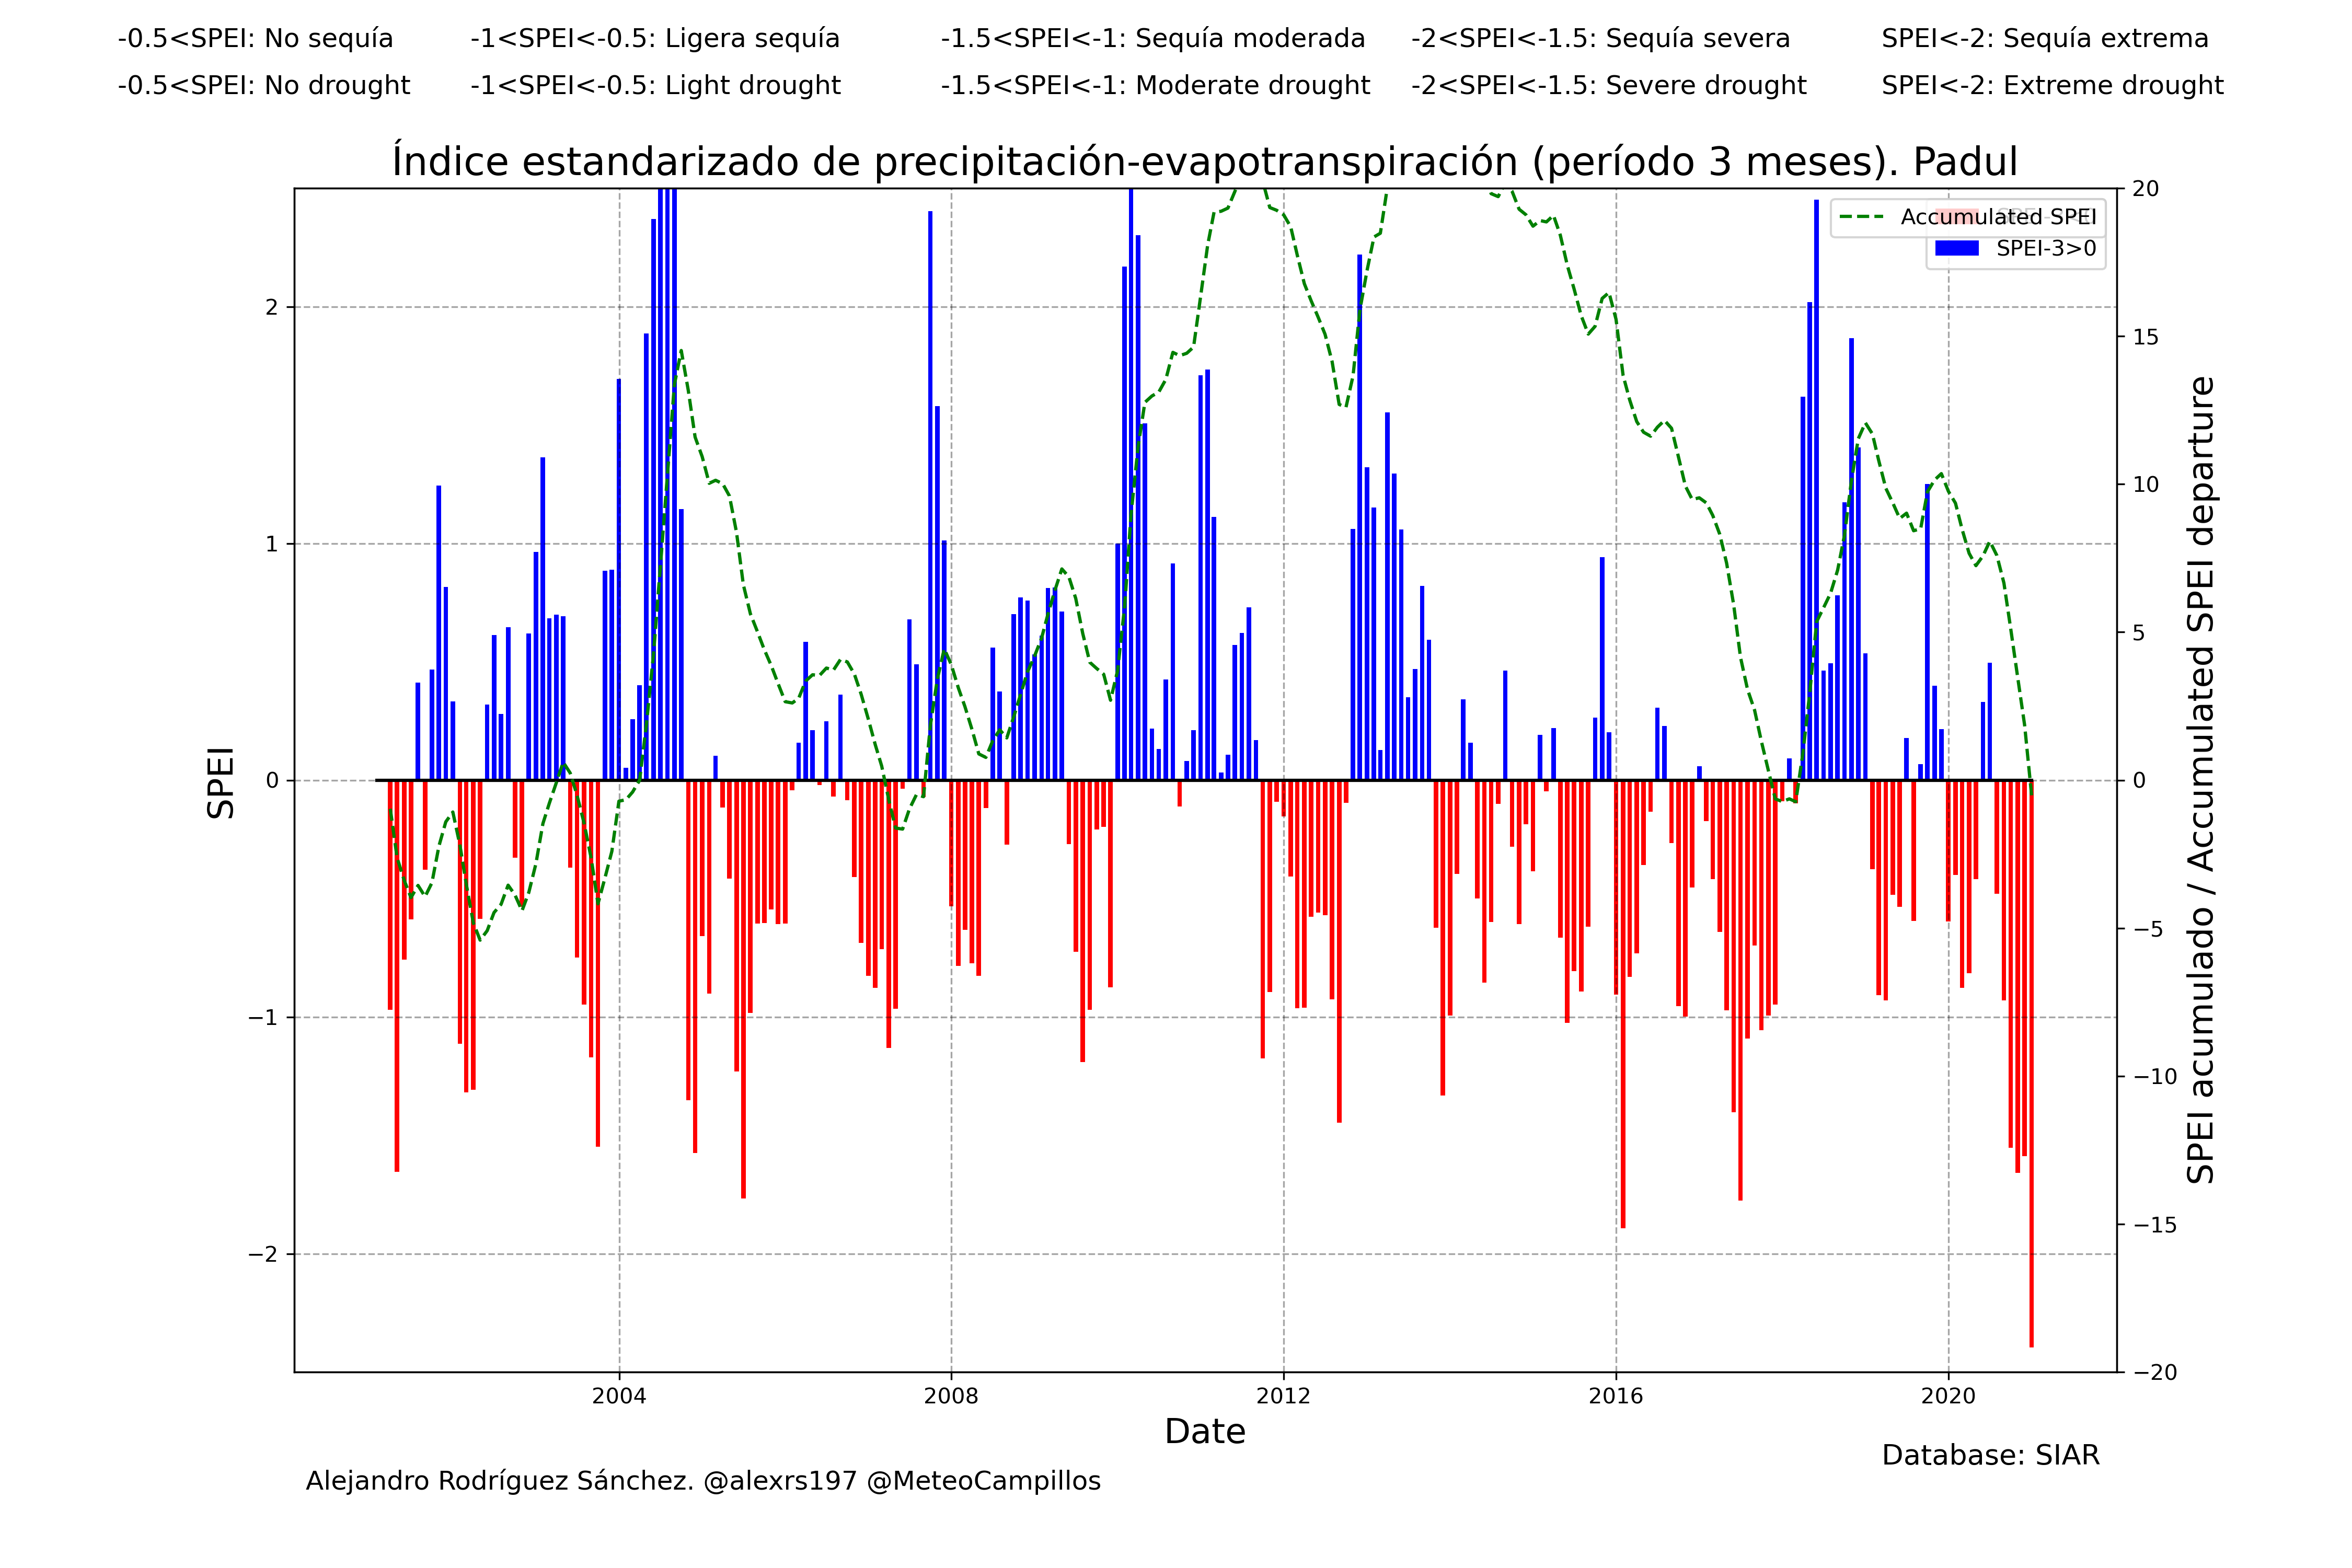 -0.5<SPEI: No sequía -1<SPEI<-0.5: Ligera sequía -1.5<SPEI<-1: Sequía moderada -2<SPEI<-1.5: Sequía severa SPEI<-2: Sequía extrema
-0.5<SPEI: No drought -1<SPEI<-0.5: Light drought -1.5<SPEI<-1: Moderate drought -2<SPEI<-1.5: Severe drought SPEI<-2: Extreme drought
Índice estandarizado de precipitación-evapotranspiración (período 3 meses). Padul
Accumulated SPEI
SPEI-3>0
SPEI
2
1
0
−1
−2
20
15
10
5
0
−5
−10
−15
−20
SPEI acumulado / Accumulated SPEI departure
2004 2008 2012 2016 2020
Date
Database: SIAR
Alejandro Rodríguez Sánchez. @alexrs197 @MeteoCampillos